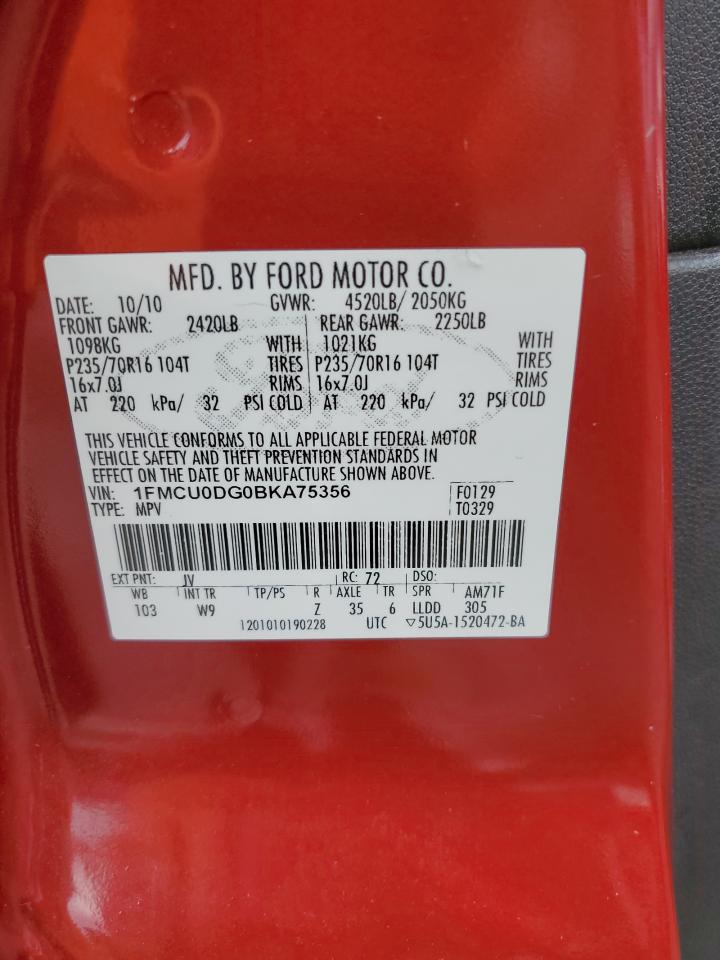 MFD. BY FORD MOTOR CO.
DATE: 10/10 GVWR: 4520LB/ 2050KG
FRONT GAWR: 2420LB REAR GAWR: 2250LB
1098KG WITH 1021KG WITH
P235/70R16 104T TIRES P235/70R16 104T TIRES
16x7.0J RIMS 16x7.0J RIMS
AT 220 kPa/ 32 PSI COLD AT 220 kPa/ 32 PSI COLD
THIS VEHICLE CONFORMS TO ALL APPLICABLE FEDERAL MOTOR
VEHICLE SAFETY AND THEFT PREVENTION STANDARDS IN
EFFECT ON THE DATE OF MANUFACTURE SHOWN ABOVE.
VIN: 1FMCU0DG0BKA75356 F0129
TYPE: MPV T0329
EXT PNT: JV RC: 72 DSO:
WB INT TR TP/PS R AXLE TR SPR AM71F
103 W9 Z 35 6 LLDD 305
1201010190228 UTC ▽5U5A-1520472-BA